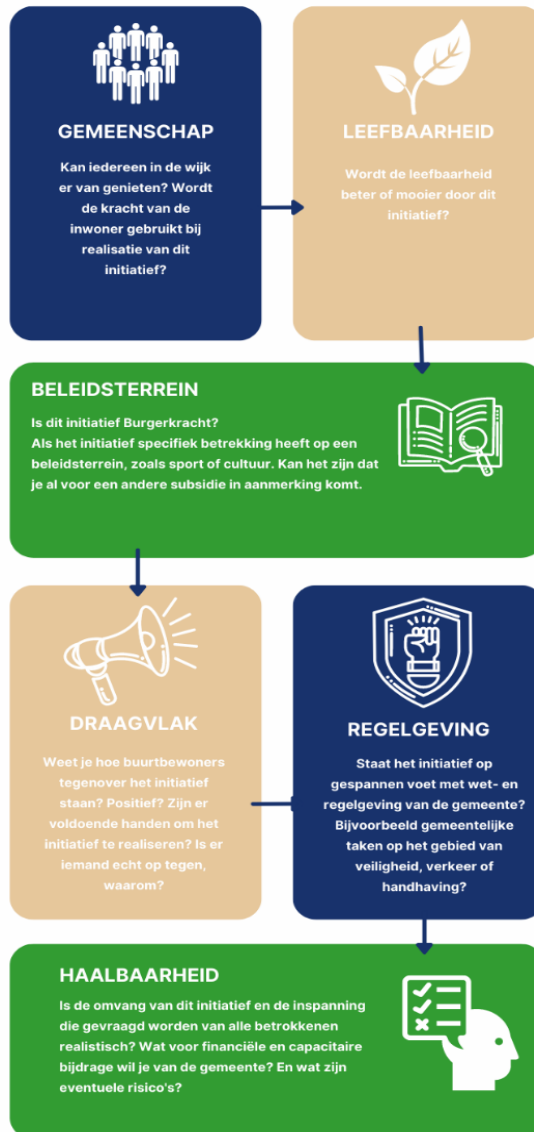 GEMEENSCHAP
Kan iedereen in de wijk
er van genieten? Wordt
de kracht van de
inwoner gebruikt bij
realisatie van dit
initiatief?
LEEFBAARHEID
Wordt de leefbaarheid
beter of mooier door dit
initiatief?
BELEIDSTERREIN
Is dit initiatief Burgerkracht?
Als het initiatief specifiek betrekking heeft op een
beleidsterrein, zoals sport of cultuur. Kan het zijn dat
je al voor een andere subsidie in aanmerking komt.
DRAAGVLAK
Weet je hoe buurtbewoners
tegenover het initiatief
staan? Positief? Zijn er
voldoende handen om het
initiatief te realiseren? Is er
iemand echt op tegen,
waarom?
REGELGEVING
Staat het initiatief op
gespannen voet met wet- en
regelgeving van de gemeente?
Bijvoorbeeld gemeentelijke
taken op het gebied van
veiligheid, verkeer of
handhaving?
HAALBAARHEID
Is de omvang van dit initiatief en de inspanning
die gevraagd worden van alle betrokkenen
realistisch? Wat voor financiële en capacitaire
bijdrage wil je van de gemeente? En wat zijn
eventuele risico's?